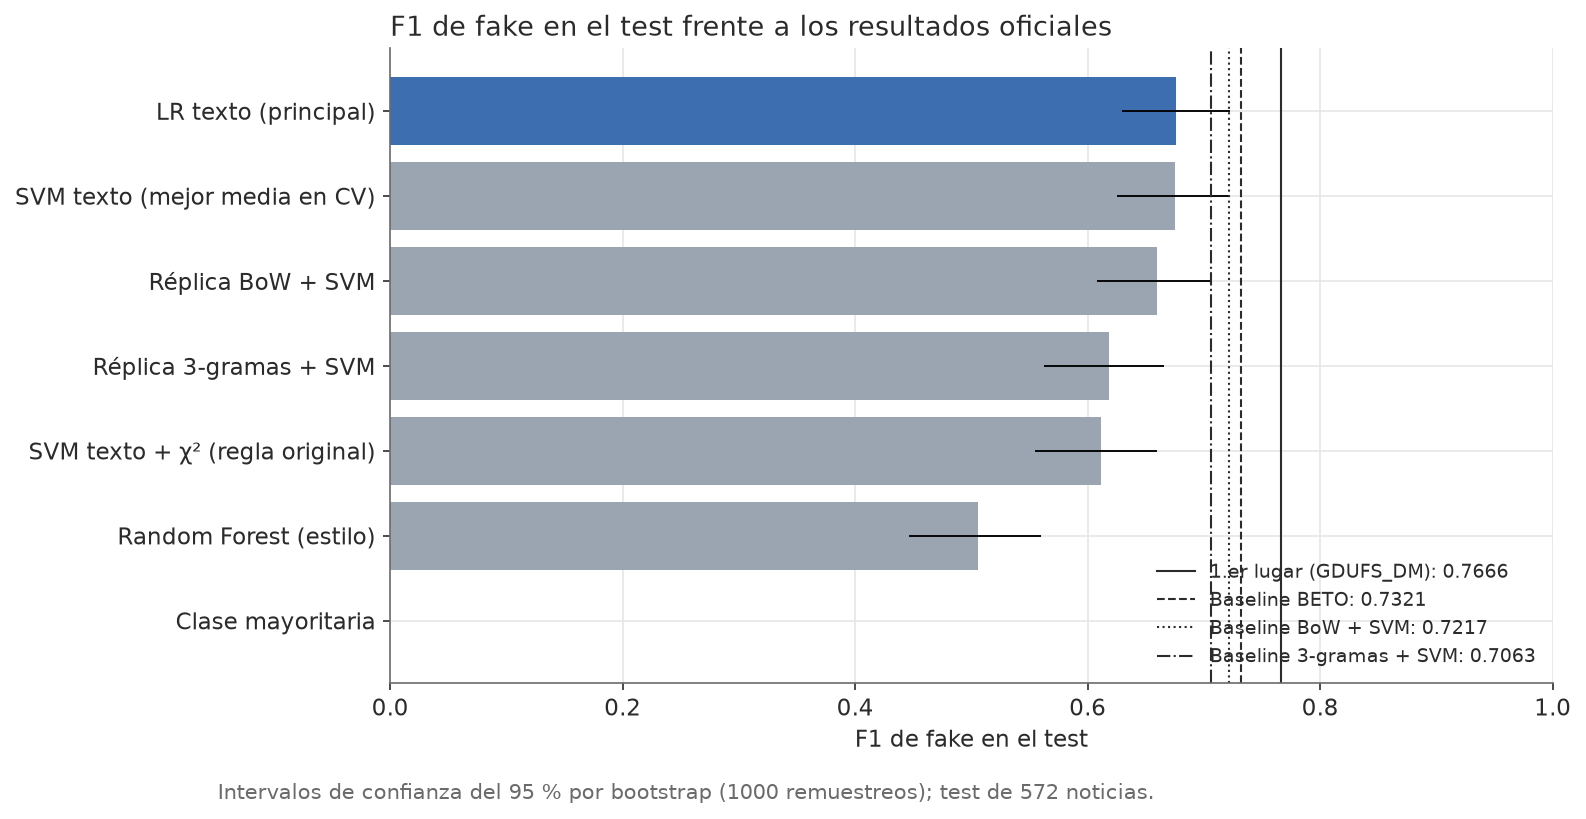 F1 de fake en el test frente a los resultados oficiales
LR texto (principal)
SVM texto (mejor media en CV)
Réplica BoW + SVM
Réplica 3-gramas + SVM
SVM texto + χ² (regla original)
Random Forest (estilo)
Clase mayoritaria
1.er lugar (GDUFS_DM): 0.7666
Baseline BETO: 0.7321
Baseline BoW + SVM: 0.7217
Baseline 3-gramas + SVM: 0.7063
0.0 0.2 0.4 0.6 0.8 1.0
F1 de fake en el test
Intervalos de confianza del 95 % por bootstrap (1000 remuestreos); test de 572 noticias.